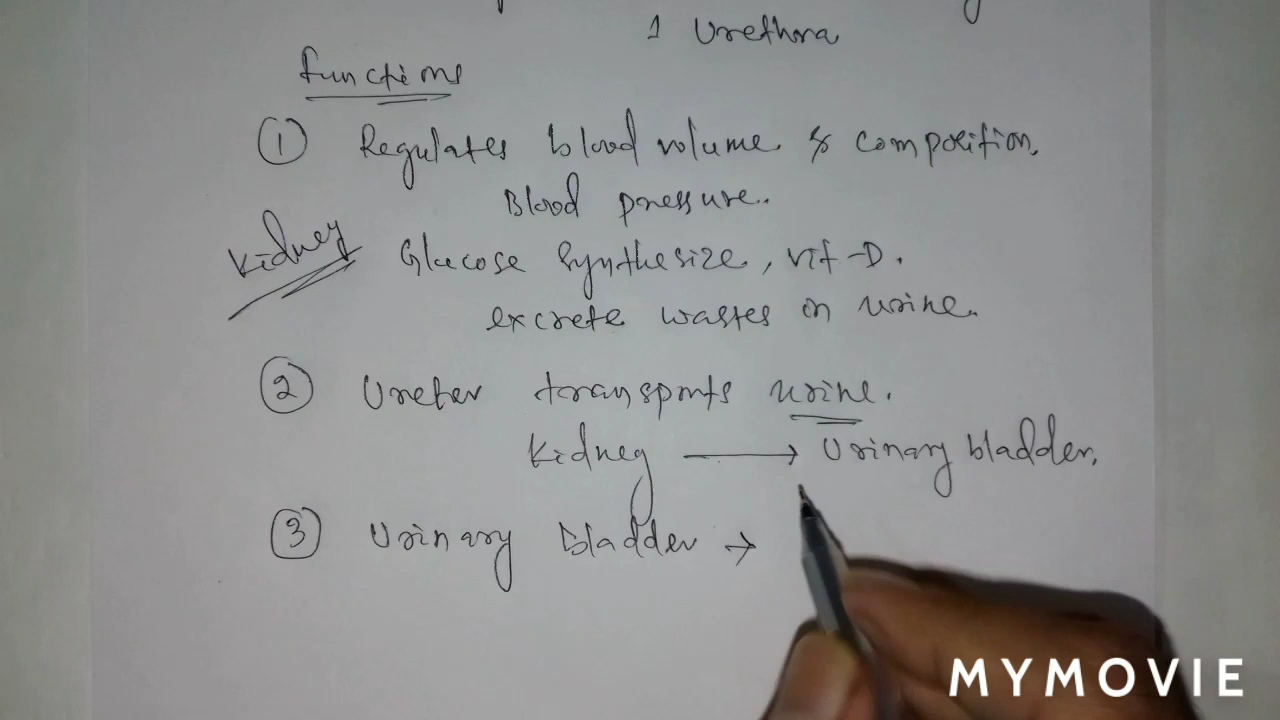 1 Urethra
functions
① Regulates blood volume & composition.
Blood pressure.
Kidney
Glucose synthesize, vit-D.
excrete wastes in urine.
② Ureter transports urine.
Kidney → Urinary bladder.
③ Urinary Bladder →
MYMOVIE